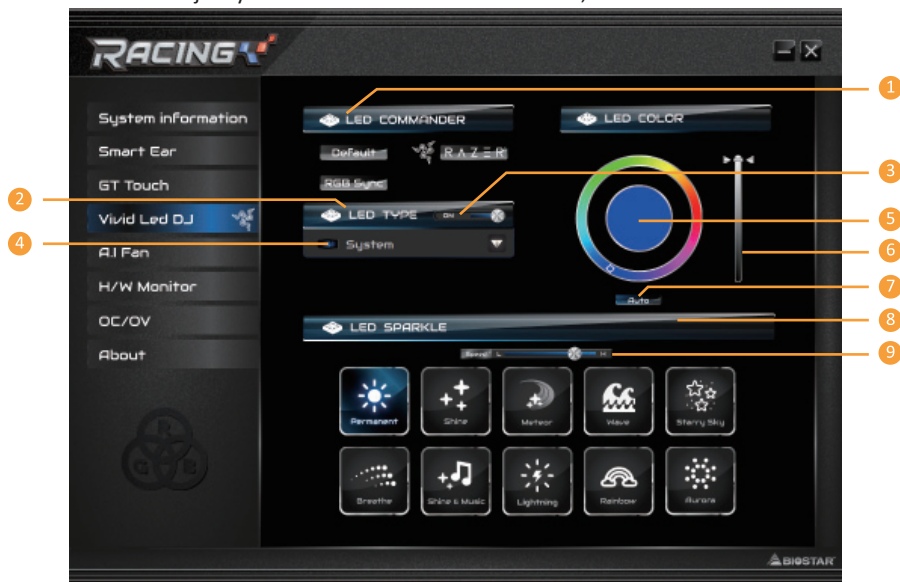 RACING
System information
Smart Ear
GT Touch
Vivid Led DJ
A.I Fan
H/W Monitor
OC/OV
About
R
G B
LED COMMANDER
Default
RAZER
RGB Sync
LED TYPE ON
System
LED COLOR
Auto
LED SPARKLE
Speed L H
Permanent
Shine
Meteor
Wave
Starry Sky
Breathe
Shine & Music
Lightning
Rainbow
Aurora
BIOSTAR
1
2
3
4
5
6
7
8
9